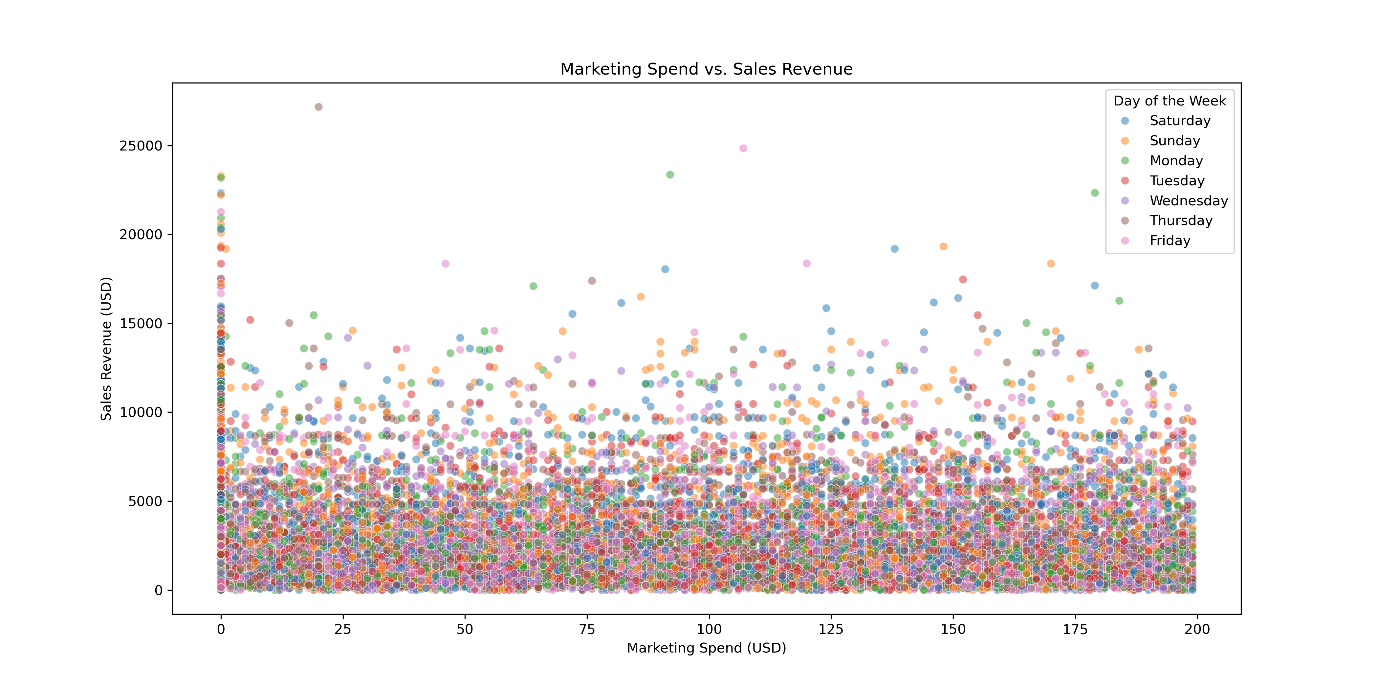 Marketing Spend vs. Sales Revenue
Day of the Week
Saturday
Sunday
Monday
Tuesday
Wednesday
Thursday
Friday
Sales Revenue (USD)
25000
20000
15000
10000
5000
0
0 25 50 75 100 125 150 175 200
Marketing Spend (USD)